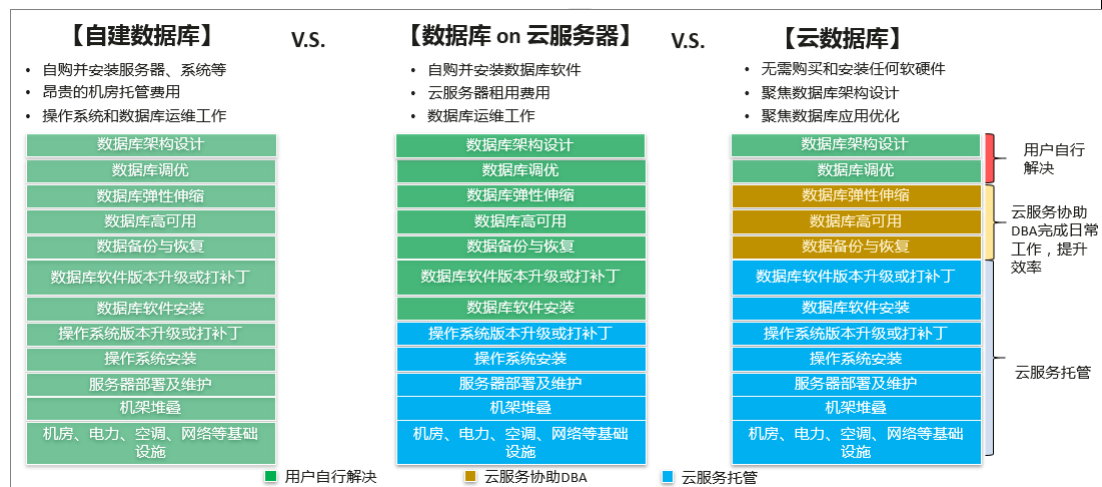 【自建数据库】
V.S.
【数据库 on 云服务器】
V.S.
【云数据库】
• 自购并安装服务器、系统等
• 昂贵的机房托管费用
• 操作系统和数据库运维工作
• 自购并安装数据库软件
• 云服务器租用费用
• 数据库运维工作
• 无需购买和安装任何软硬件
• 聚焦数据库架构设计
• 聚焦数据库应用优化
数据库架构设计
数据库调优
数据库弹性伸缩
数据库高可用
数据备份与恢复
数据库软件版本升级或打补丁
数据库软件安装
操作系统版本升级或打补丁
操作系统安装
服务器部署及维护
机架堆叠
机房、电力、空调、网络等基础
设施
数据库架构设计
数据库调优
数据库弹性伸缩
数据库高可用
数据备份与恢复
数据库软件版本升级或打补丁
数据库软件安装
操作系统版本升级或打补丁
操作系统安装
服务器部署及维护
机架堆叠
机房、电力、空调、网络等基础
设施
数据库架构设计
数据库调优
数据库弹性伸缩
数据库高可用
数据备份与恢复
数据库软件版本升级或打补丁
数据库软件安装
操作系统版本升级或打补丁
操作系统安装
服务器部署及维护
机架堆叠
机房、电力、空调、网络等基础
设施
用户自行
解决
云服务协助
DBA完成日常
工作，提升
效率
云服务托管
用户自行解决
云服务协助DBA
云服务托管